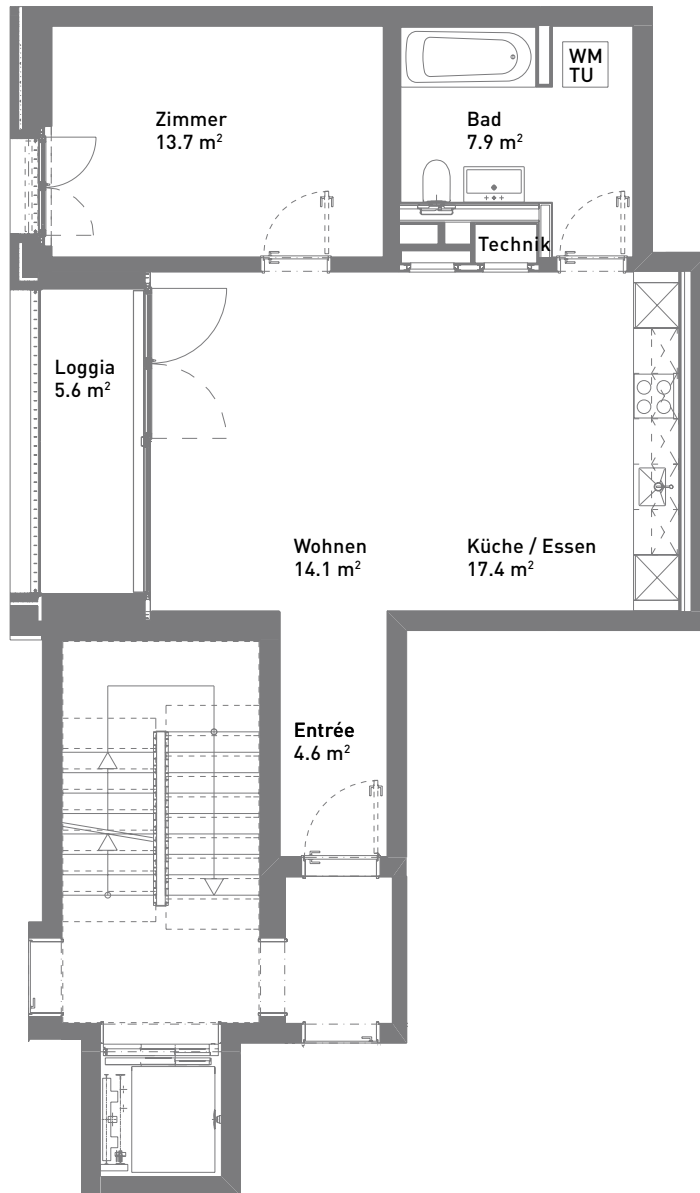 WM
TU
Zimmer
13.7 m²
Bad
7.9 m²
Technik
Loggia
5.6 m²
Wohnen
14.1 m²
Küche / Essen
17.4 m²
Entrée
4.6 m²